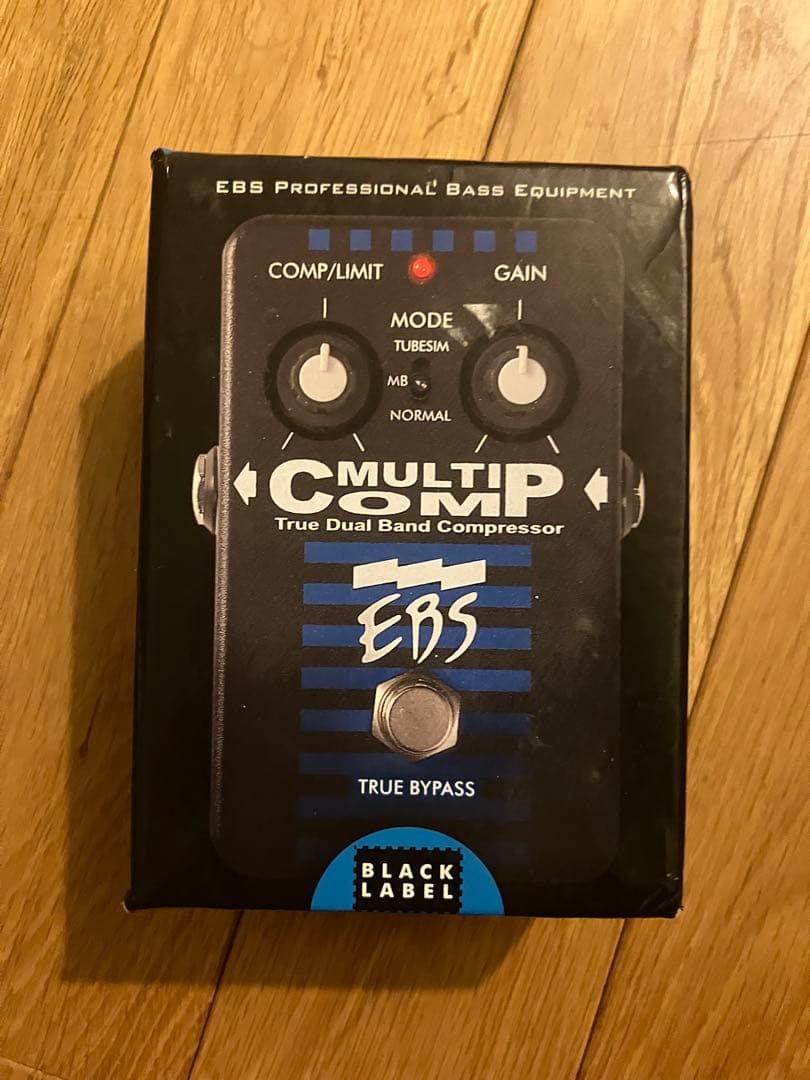 EBS PROFESSIONAL BASS EQUIPMENT
COMP/LIMIT
GAIN
MODE
TUBESIM
MB
NORMAL
MULTI
COMP
True Dual Band Compressor
EBS
TRUE BYPASS
BLACK
LABEL